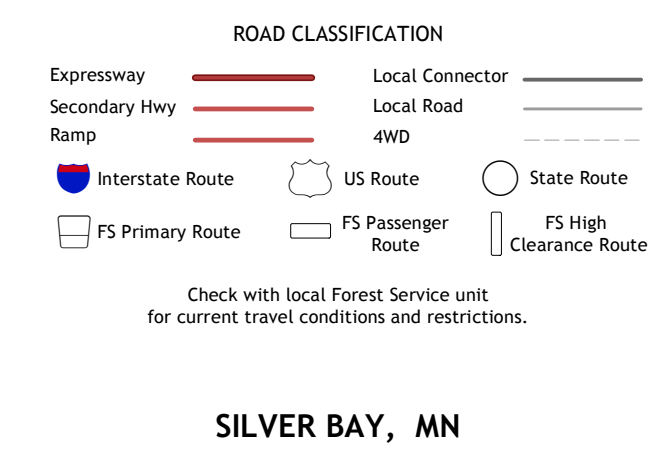 ROAD CLASSIFICATION
Expressway
Local Connector
Secondary Hwy
Local Road
Ramp
4WD
Interstate Route
US Route
State Route
FS Primary Route
FS Passenger
Route
FS High
Clearance Route
Check with local Forest Service unit
for current travel conditions and restrictions.
SILVER BAY, MN